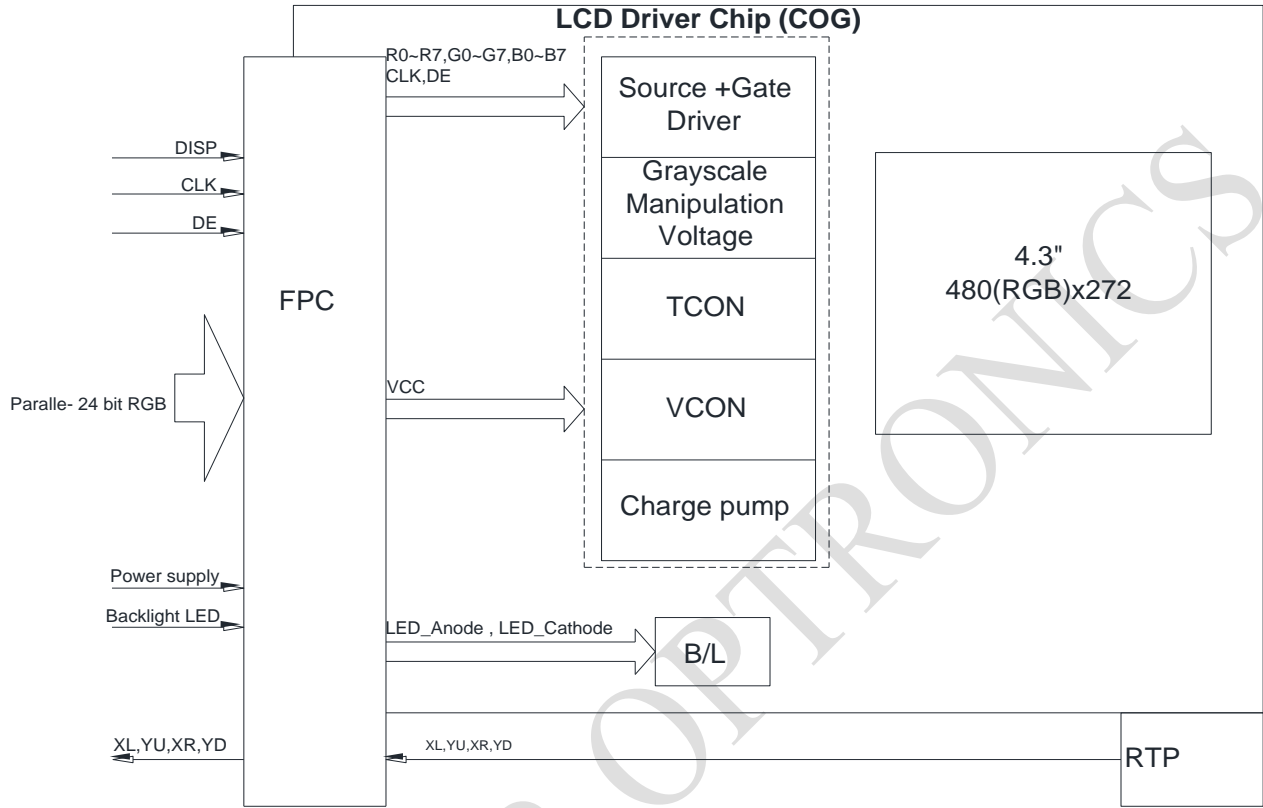 LCD Driver Chip (COG)
R0~R7,G0~G7,B0~B7
CLK,DE
Source +Gate
Driver
DISP
Grayscale
Manipulation
Voltage
CLK
DE
4.3"
480(RGB)x272
FPC
TCON
VCC
Paralle- 24 bit RGB
VCON
Charge pump
Power supply
Backlight LED
LED_Anode , LED_Cathode
B/L
XL,YU,XR,YD
XL,YU,XR,YD
RTP
OPTRONICS